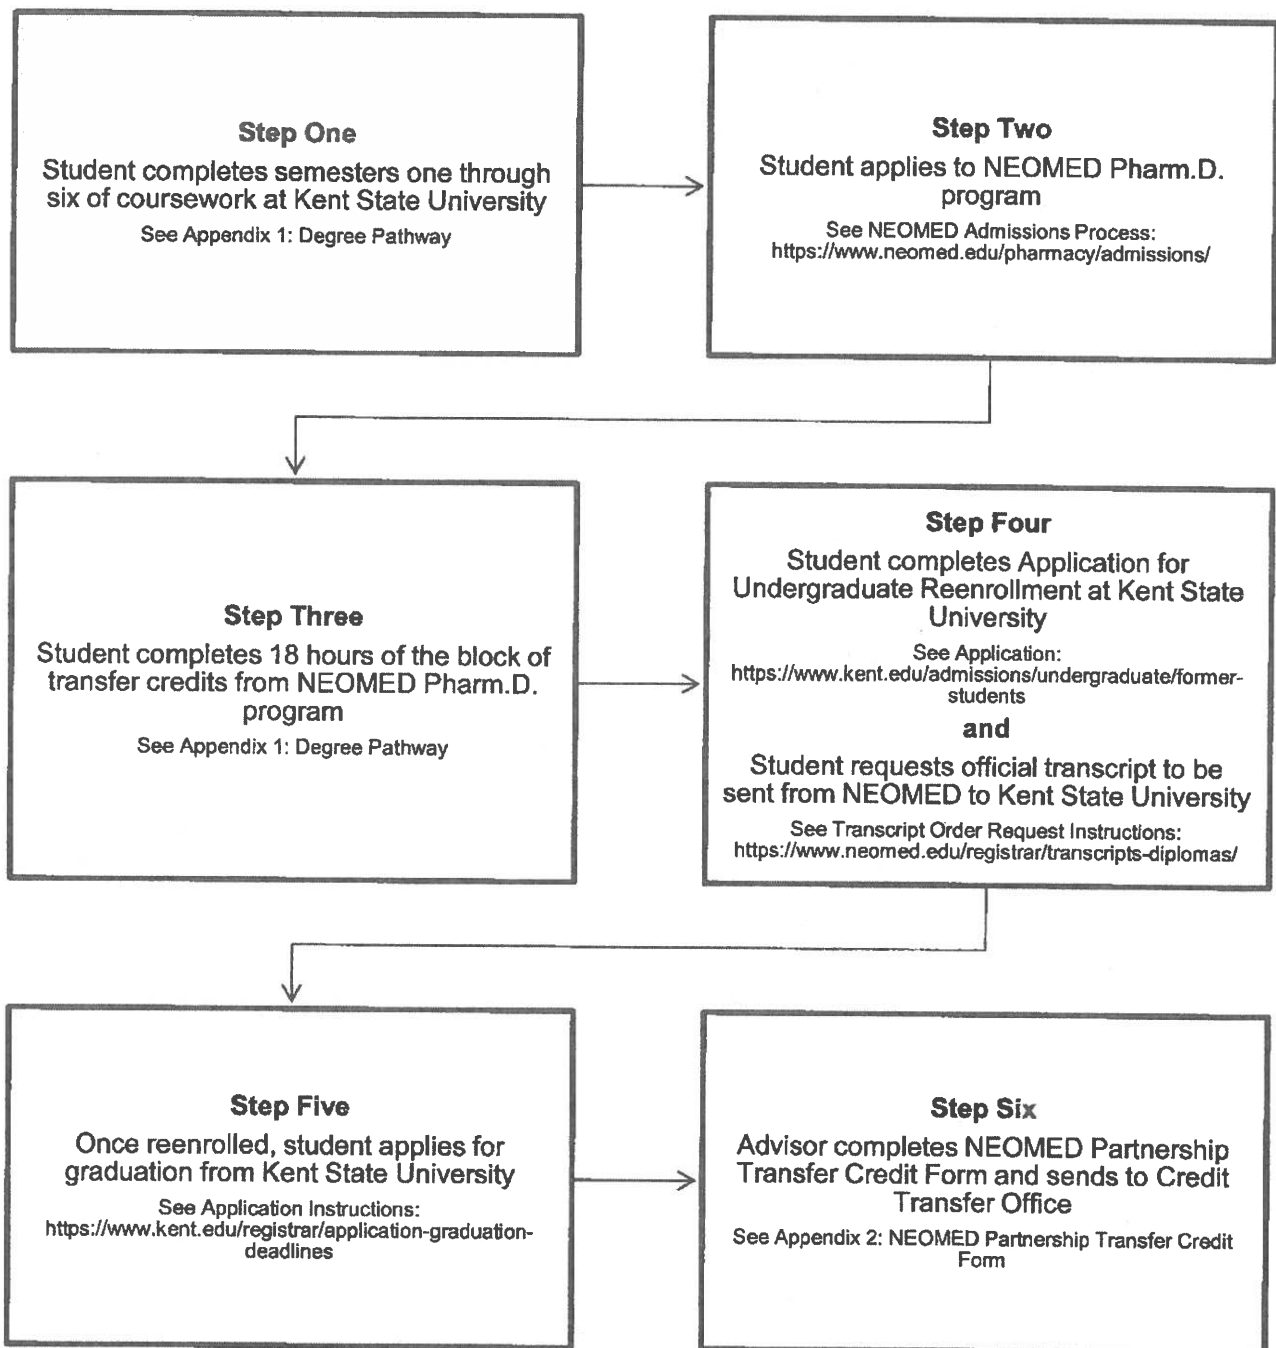 Step One
Student completes semesters one through
six of coursework at Kent State University
See Appendix 1: Degree Pathway
Step Two
Student applies to NEOMED Pharm.D.
program
See NEOMED Admissions Process:
https://www.neomed.edu/pharmacy/admissions/
Step Three
Student completes 18 hours of the block of
transfer credits from NEOMED Pharm.D.
program
See Appendix 1: Degree Pathway
Step Four
Student completes Application for
Undergraduate Reenrollment at Kent State
University
See Application:
https://www.kent.edu/admissions/undergraduate/former-
students
and
Student requests official transcript to be
sent from NEOMED to Kent State University
See Transcript Order Request Instructions:
https://www.neomed.edu/registrar/transcripts-diplomas/
Step Five
Once reenrolled, student applies for
graduation from Kent State University
See Application Instructions:
https://www.kent.edu/registrar/application-graduation-
deadlines
Step Six
Advisor completes NEOMED Partnership
Transfer Credit Form and sends to Credit
Transfer Office
See Appendix 2: NEOMED Partnership Transfer Credit
Form